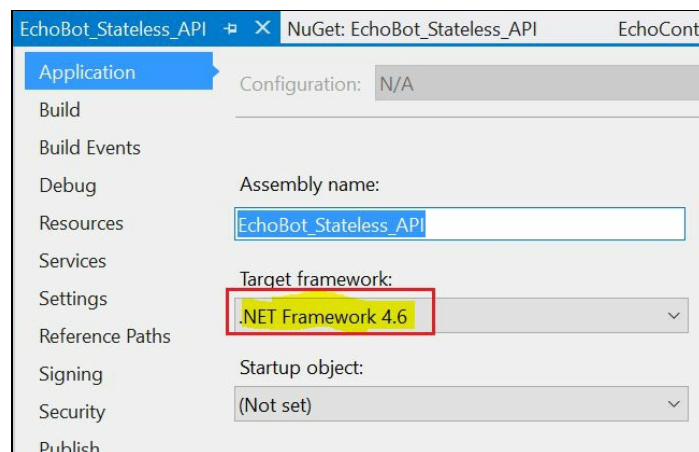 EchoBot_Stateless_API NuGet: EchoBot_Stateless_API EchoCont
Application
Configuration: N/A
Build
Build Events
Debug
Assembly name:
Resources
EchoBot_Stateless_API
Services
Target framework:
Settings
.NET Framework 4.6
Reference Paths
Signing
Startup object:
Security
(Not set)
Publish